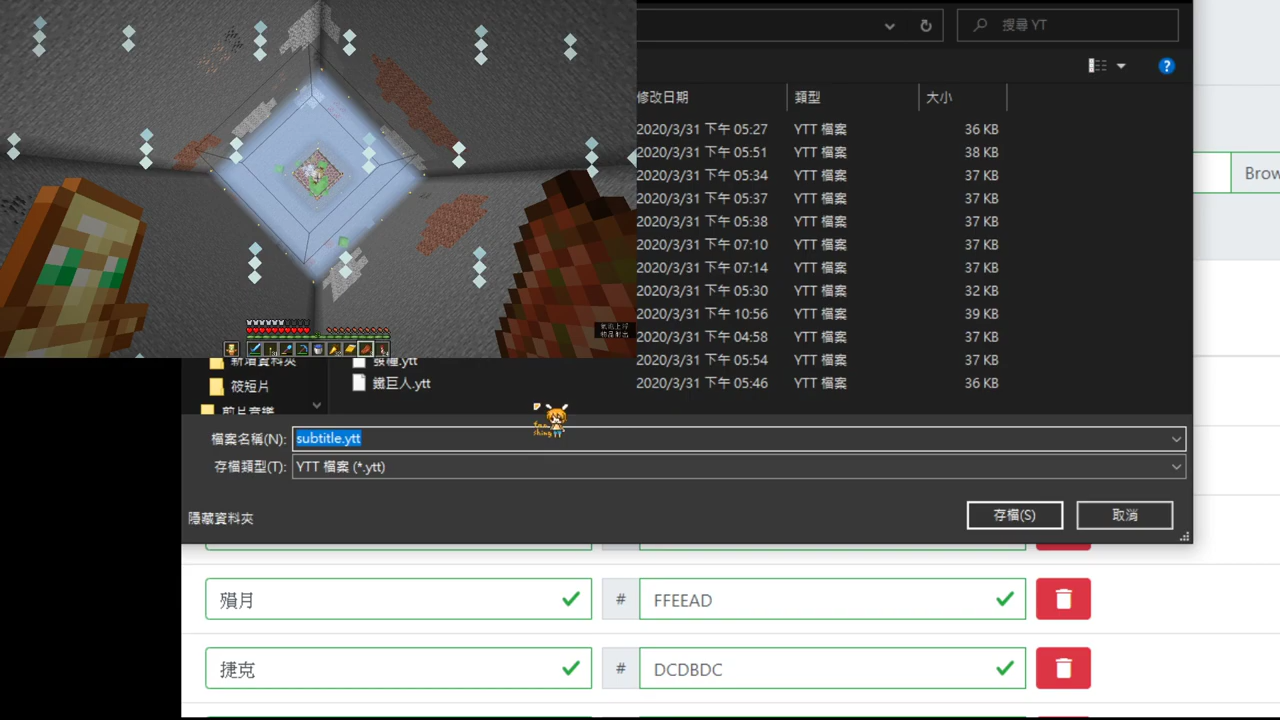 搜尋 YT
修改日期 類型 大小
2020/3/31 下午 05:27 YTT 檔案 36 KB
2020/3/31 下午 05:51 YTT 檔案 38 KB
2020/3/31 下午 05:34 YTT 檔案 37 KB
2020/3/31 下午 05:37 YTT 檔案 37 KB
2020/3/31 下午 05:38 YTT 檔案 37 KB
2020/3/31 下午 07:10 YTT 檔案 37 KB
2020/3/31 下午 07:14 YTT 檔案 37 KB
2020/3/31 下午 05:30 YTT 檔案 32 KB
2020/3/31 下午 10:56 YTT 檔案 39 KB
2020/3/31 下午 04:58 YTT 檔案 37 KB
2020/3/31 下午 05:54 YTT 檔案 37 KB
2020/3/31 下午 05:46 YTT 檔案 36 KB
Brow
新增資料夾
筱短片 鐵巨人.ytt
剪片音樂
檔案名稱(N): subtitle.ytt
存檔類型(T): YTT 檔案 (*.ytt)
隱藏資料夾 存檔(S) 取消
殞月 # FFEEAD
捷克 # DCDBDC